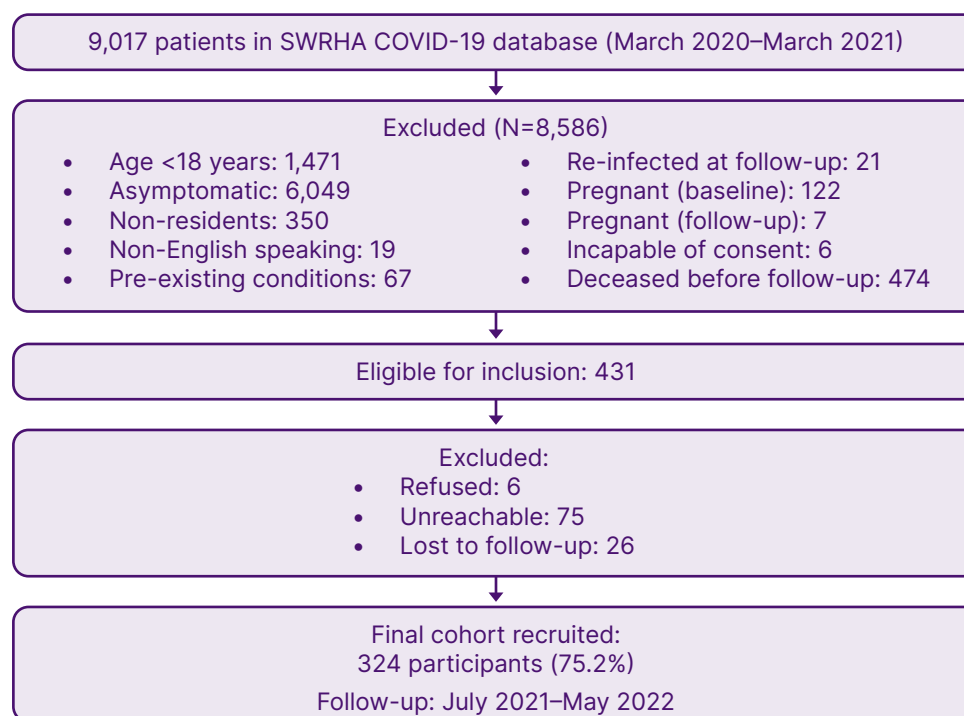 9,017 patients in SWRHA COVID-19 database (March 2020–March 2021)
Excluded (N=8,586)
• Age <18 years: 1,471
• Asymptomatic: 6,049
• Non-residents: 350
• Non-English speaking: 19
• Pre-existing conditions: 67
• Re-infected at follow-up: 21
• Pregnant (baseline): 122
• Pregnant (follow-up): 7
• Incapable of consent: 6
• Deceased before follow-up: 474
Eligible for inclusion: 431
Excluded:
• Refused: 6
• Unreachable: 75
• Lost to follow-up: 26
Final cohort recruited:
324 participants (75.2%)
Follow-up: July 2021–May 2022